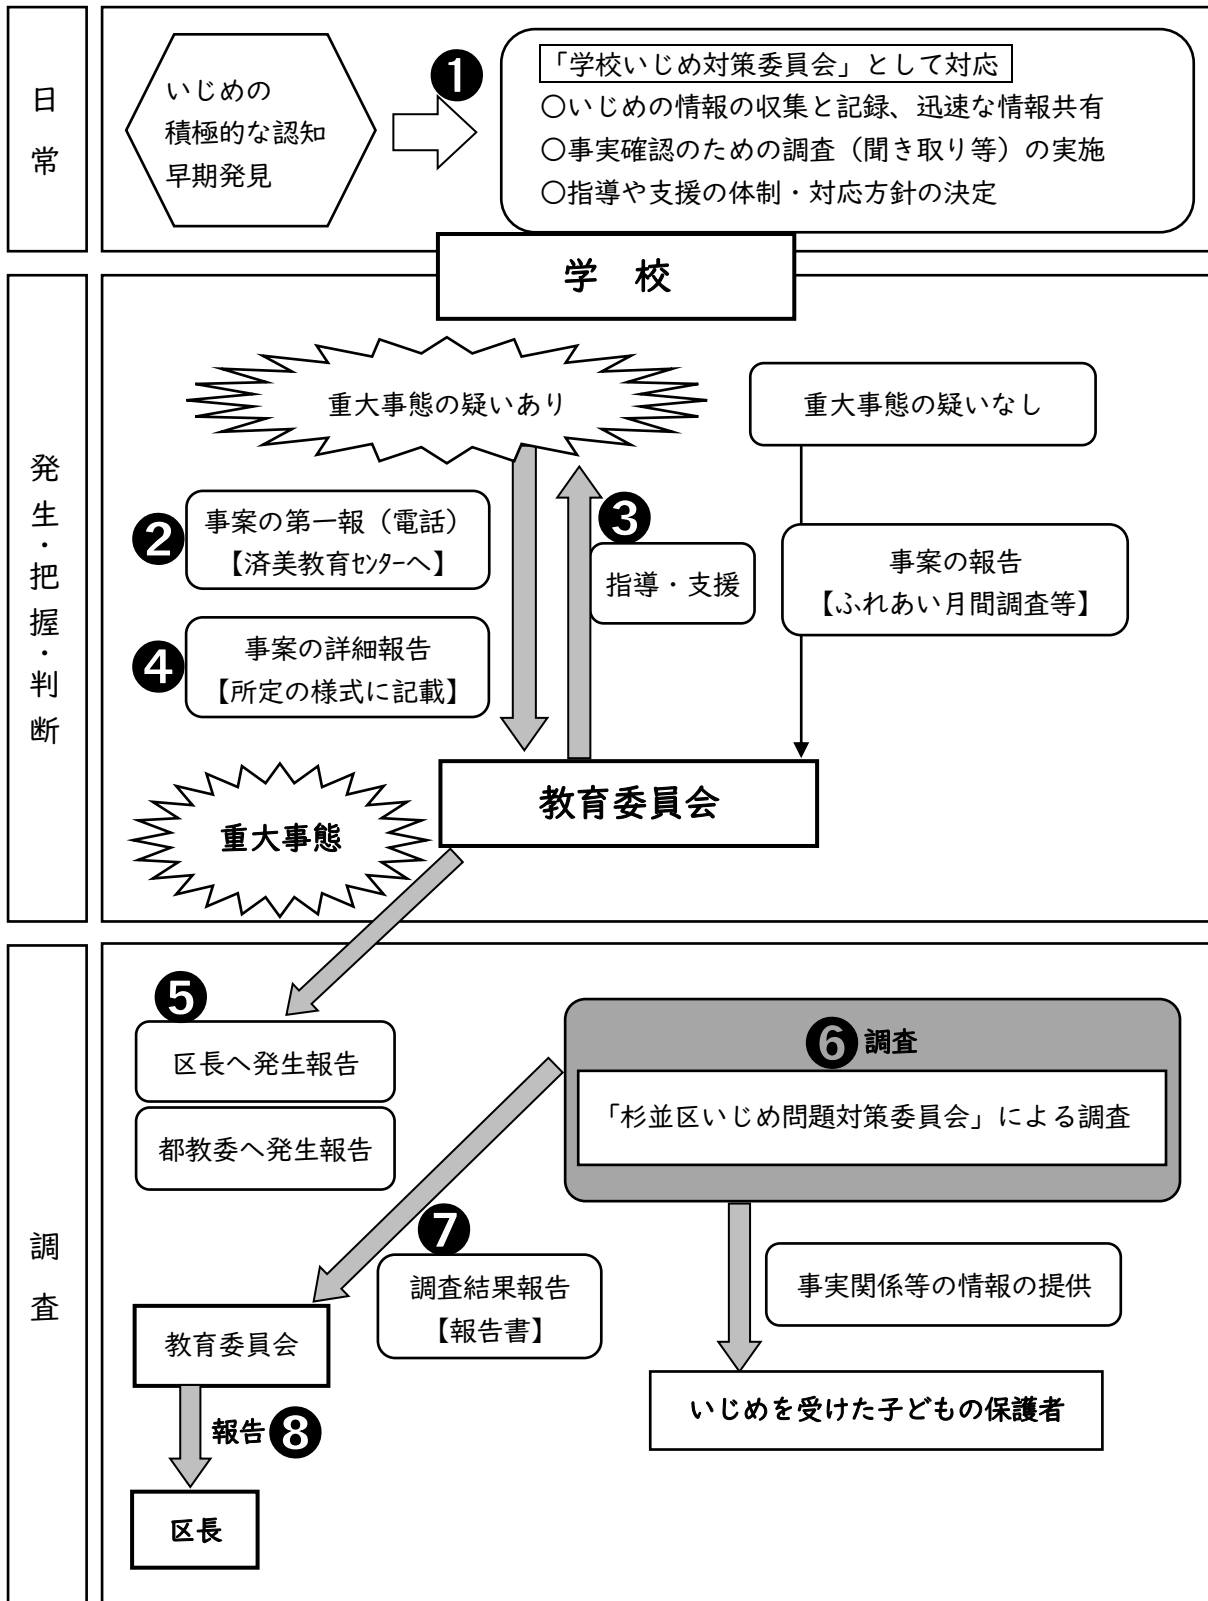 日常
いじめの
積極的な認知
早期発見
❶
「学校いじめ対策委員会」として対応
○いじめの情報の収集と記録、迅速な情報共有
○事実確認のための調査（聞き取り等）の実施
○指導や支援の体制・対応方針の決定
学　校
発生・把握・判断
重大事態の疑いあり
重大事態の疑いなし
❷
事案の第一報（電話）
【済美教育ｾﾝﾀｰへ】
❸
指導・支援
事案の報告
【ふれあい月間調査等】
❹
事案の詳細報告
【所定の様式に記載】
教育委員会
重大事態
調査
❺
区長へ発生報告
都教委へ発生報告
❻調査
「杉並区いじめ問題対策委員会」による調査
❼
調査結果報告
【報告書】
事実関係等の情報の提供
教育委員会
いじめを受けた子どもの保護者
報告❽
区長